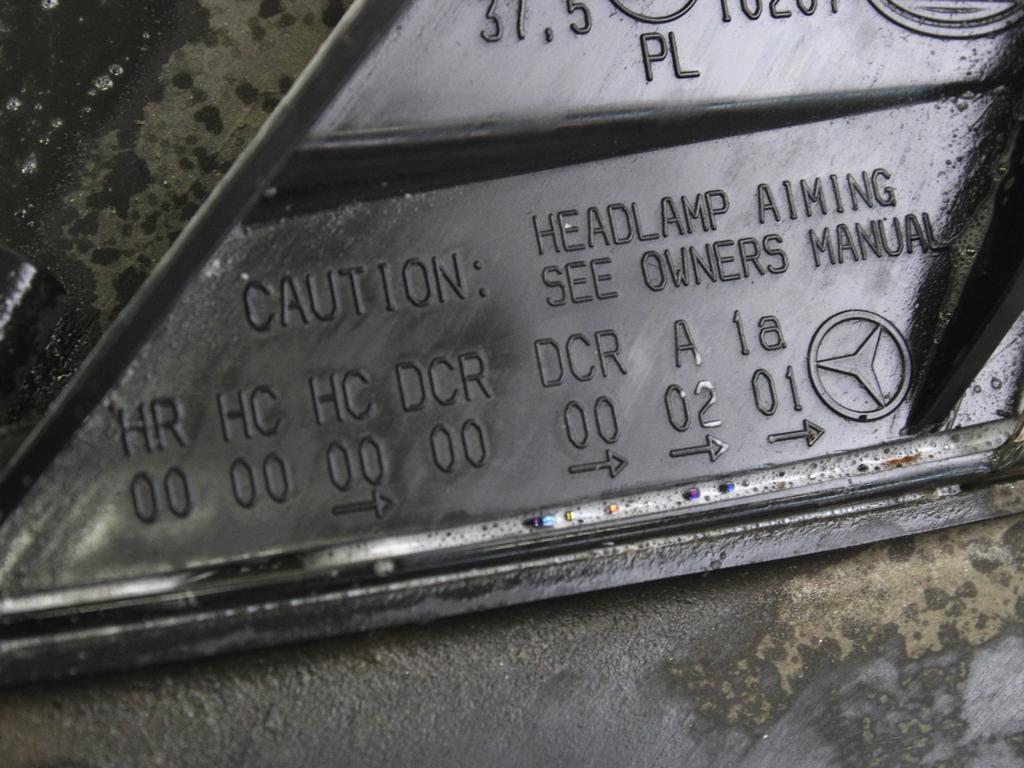 37.5
PL
CAUTION: HEADLAMP AIMING
SEE OWNERS MANUAL
HR HC HC DCR DCR A 1a
00 00 00 00 00 02 01